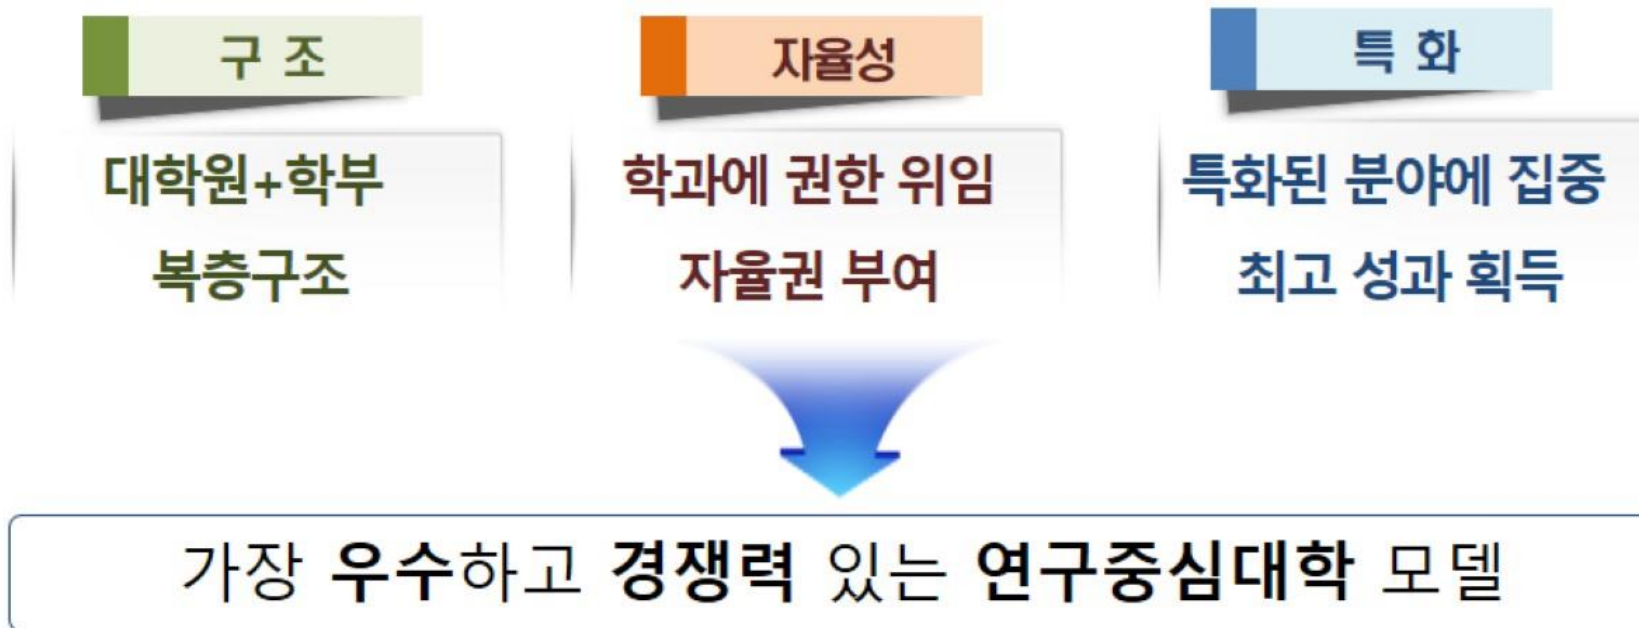 구 조
대학원+학부
복층구조
자율성
학과에 권한 위임
자율권 부여
특 화
특화된 분야에 집중
최고 성과 획득
가장 우수하고 경쟁력 있는 연구중심대학 모델